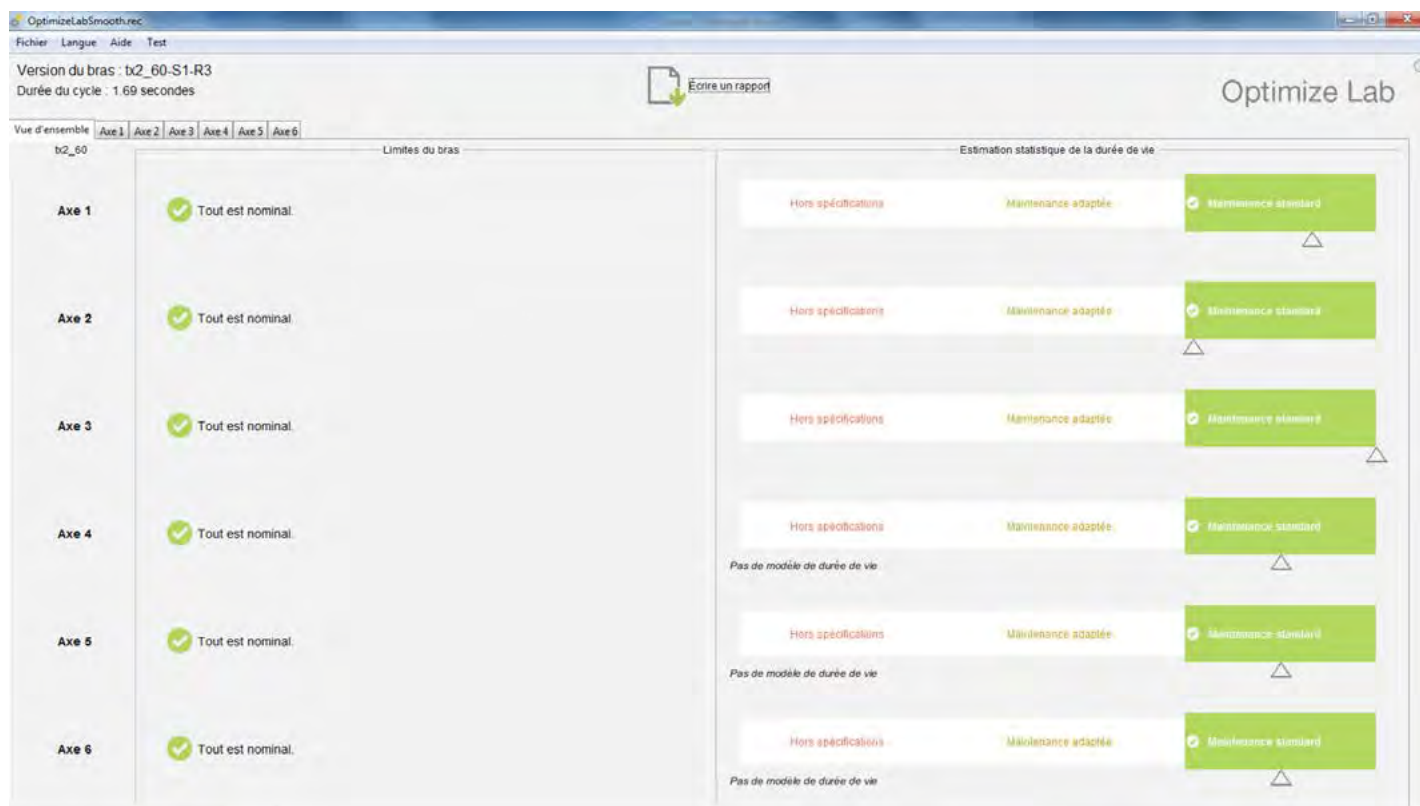 OptimizeLabSmooth.rec
Fichier Langue Aide Test
Version du bras : tx2_60-S1-R3
Durée du cycle : 1.69 secondes
Écrire un rapport
Optimize Lab
Vue d'ensemble Axe 1 Axe 2 Axe 3 Axe 4 Axe 5 Axe 6
tx2_60 Limites du bras Estimation statistique de la durée de vie
Axe 1 Tout est nominal. Hors spécifications Maintenance adaptée Maintenance standard
Axe 2 Tout est nominal. Hors spécifications Maintenance adaptée Maintenance standard
Axe 3 Tout est nominal. Hors spécifications Maintenance adaptée Maintenance standard
Axe 4 Tout est nominal. Hors spécifications Maintenance adaptée Maintenance standard
Pas de modèle de durée de vie
Axe 5 Tout est nominal. Hors spécifications Maintenance adaptée Maintenance standard
Pas de modèle de durée de vie
Axe 6 Tout est nominal. Hors spécifications Maintenance adaptée Maintenance standard
Pas de modèle de durée de vie